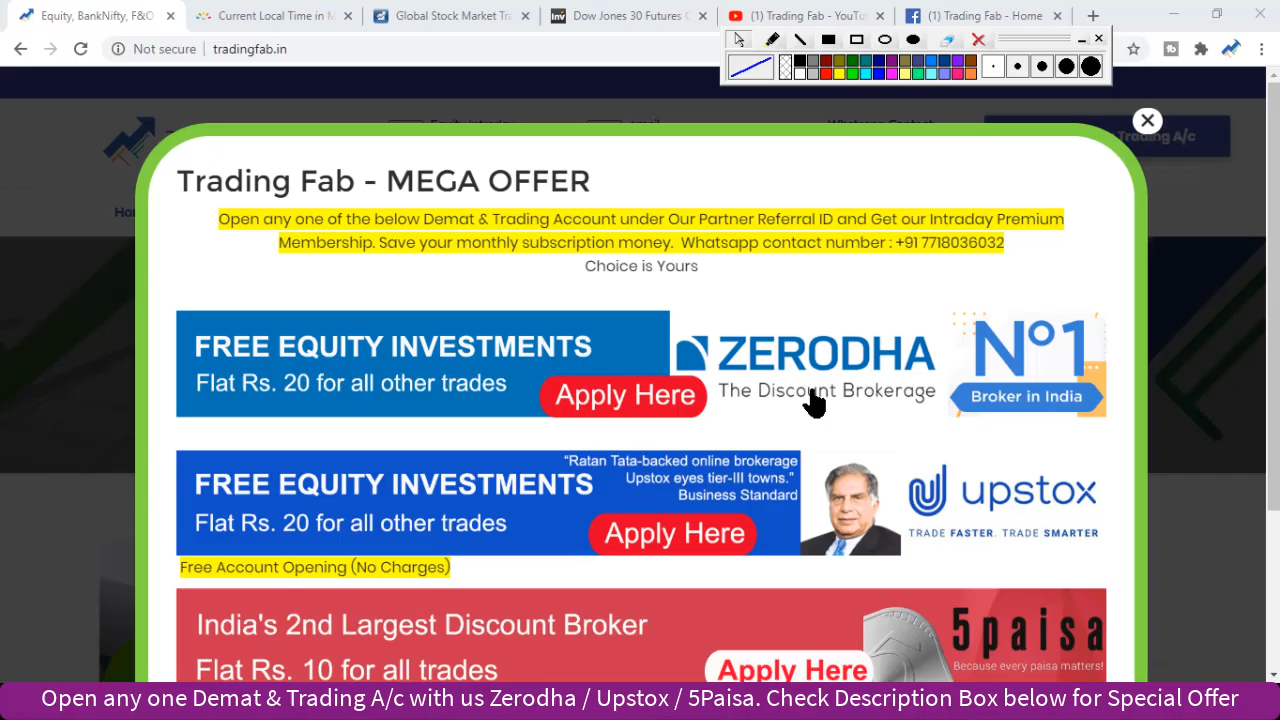 Equity, BankNifty, F&O
Current Local Time in M
Global Stock Market Tra
Dow Jones 30 Futures
(1) Trading Fab - YouTu
(1) Trading Fab - Home
Not secure
tradingfab.in
Trading A/c
Trading Fab - MEGA OFFER
Open any one of the below Demat & Trading Account under Our Partner Referral ID and Get our Intraday Premium
Membership. Save your monthly subscription money. Whatsapp contact number : +91 7718036032
Choice is Yours
FREE EQUITY INVESTMENTS
Flat Rs. 20 for all other trades
Apply Here
ZERODHA
The Discount Brokerage
Nº1
Broker in India
FREE EQUITY INVESTMENTS
Flat Rs. 20 for all other trades
"Ratan Tata-backed online brokerage
Upstox eyes tier-III towns."
Business Standard
Apply Here
upstox
TRADE FASTER. TRADE SMARTER
Free Account Opening (No Charges)
India's 2nd Largest Discount Broker
Flat Rs. 10 for all trades
Apply Here
5paisa
Because every paisa matters!
Open any one Demat & Trading A/c with us Zerodha / Upstox / 5Paisa. Check Description Box below for Special Offer